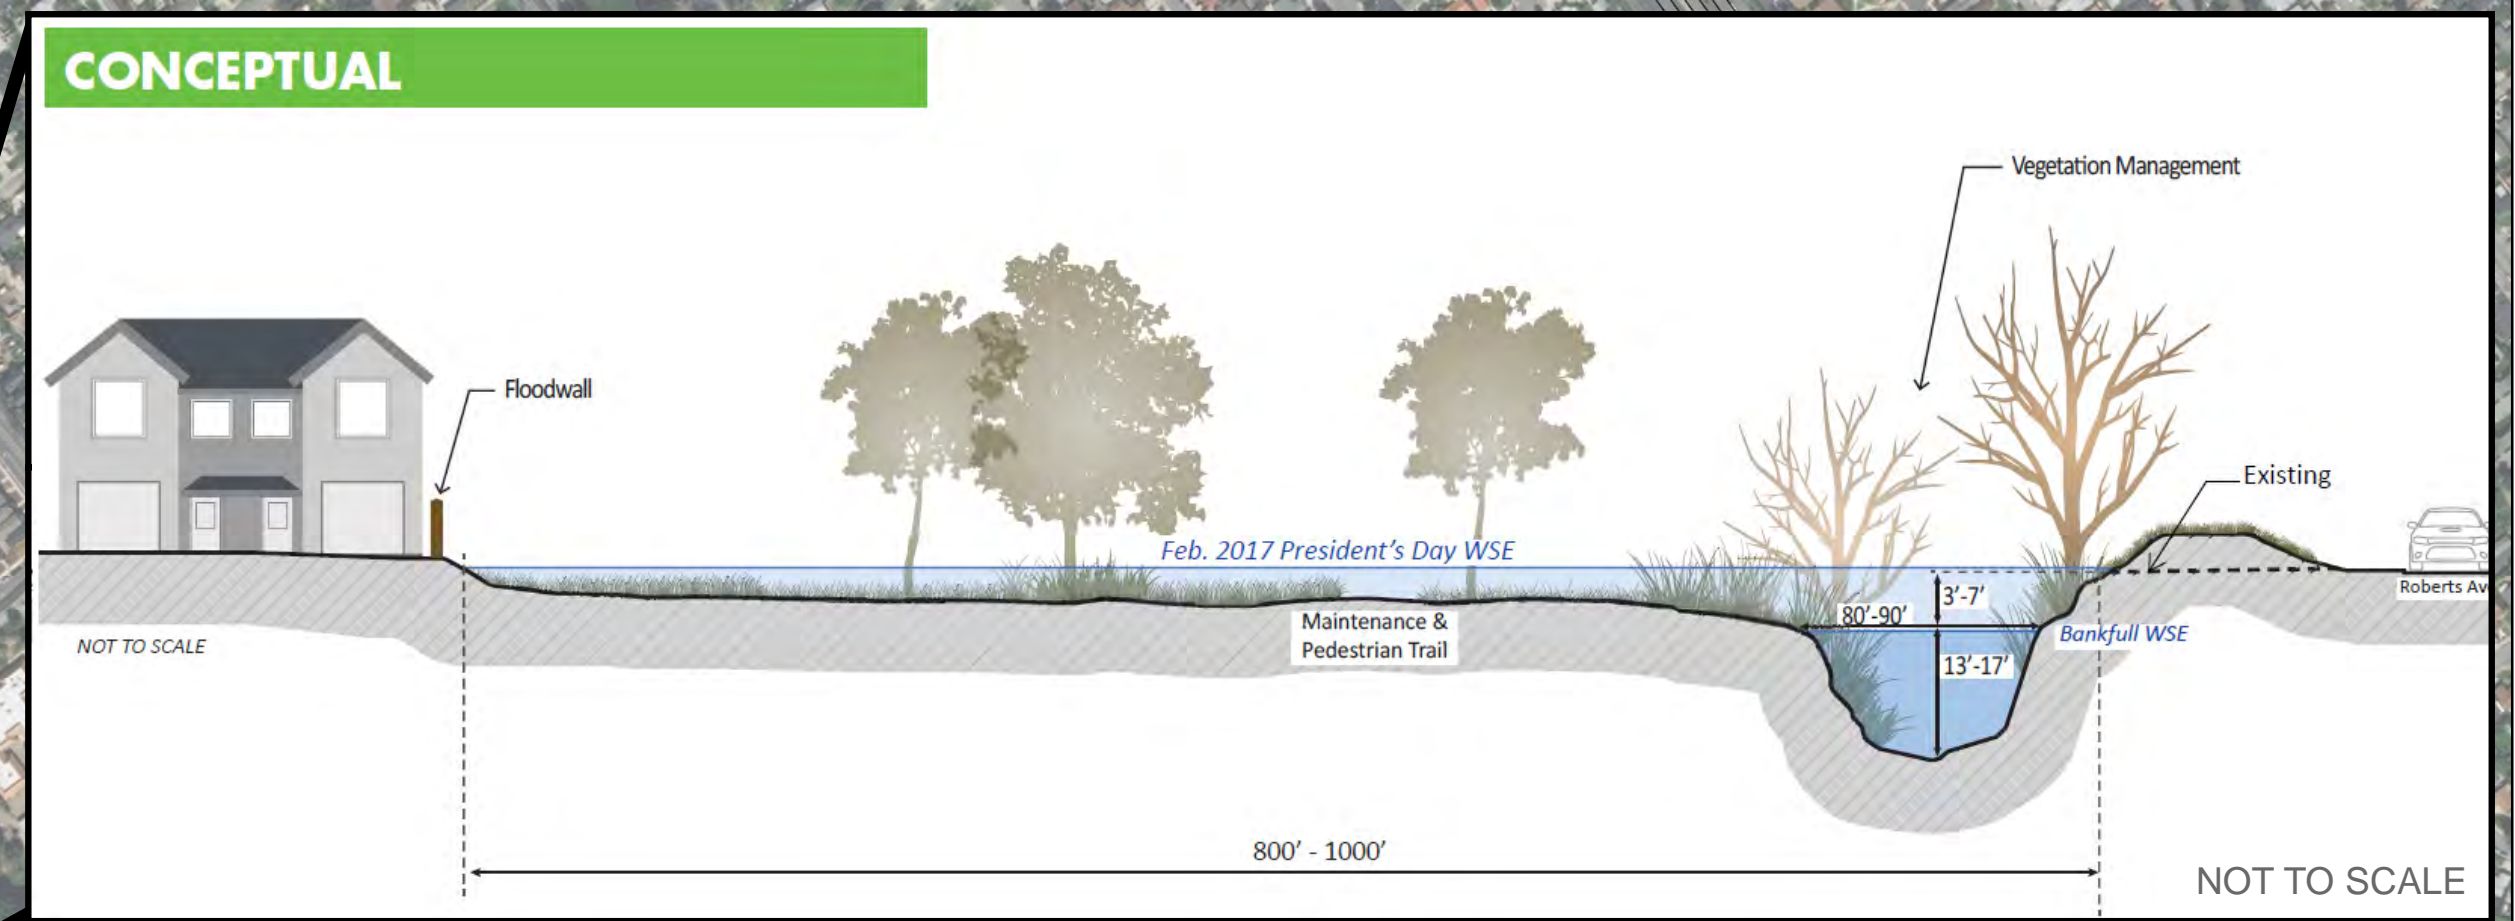 CONCEPTUAL
Vegetation Management
Floodwall
Existing
Feb. 2017 President’s Day WSE
Roberts Av
3’-7’
80’-90’
Maintenance &
Pedestrian Trail
Bankfull WSE
NOT TO SCALE
13’-17’
800’ - 1000’
NOT TO SCALE